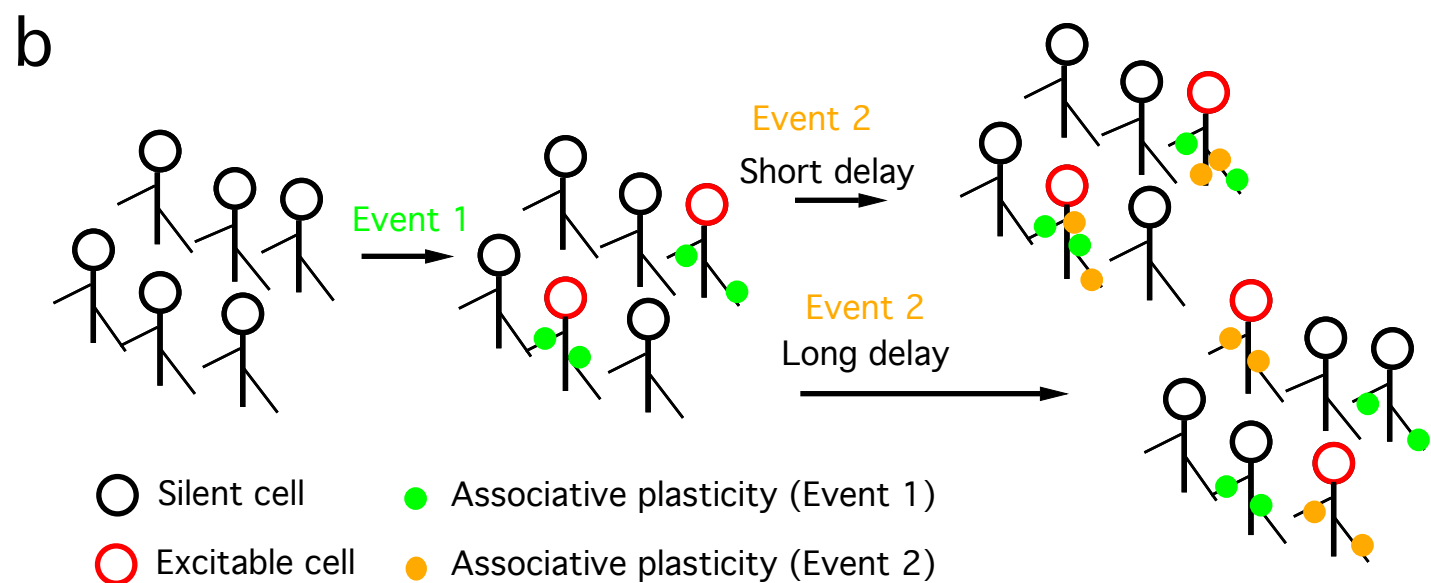 b
Event 1
Event 2
Short delay
Event 2
Long delay
Silent cell
Associative plasticity (Event 1)
Excitable cell
Associative plasticity (Event 2)